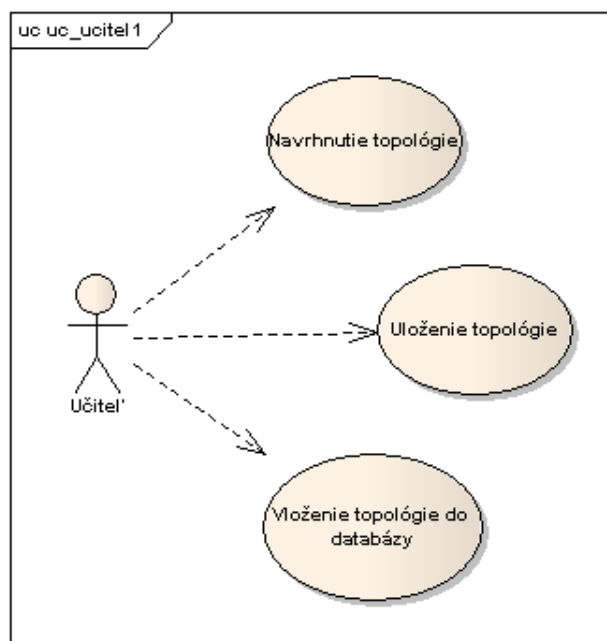 uc uc_ucitel1
Navrhnutie topológie
Uloženie topológie
Učiteľ
Vloženie topológie do
databázy